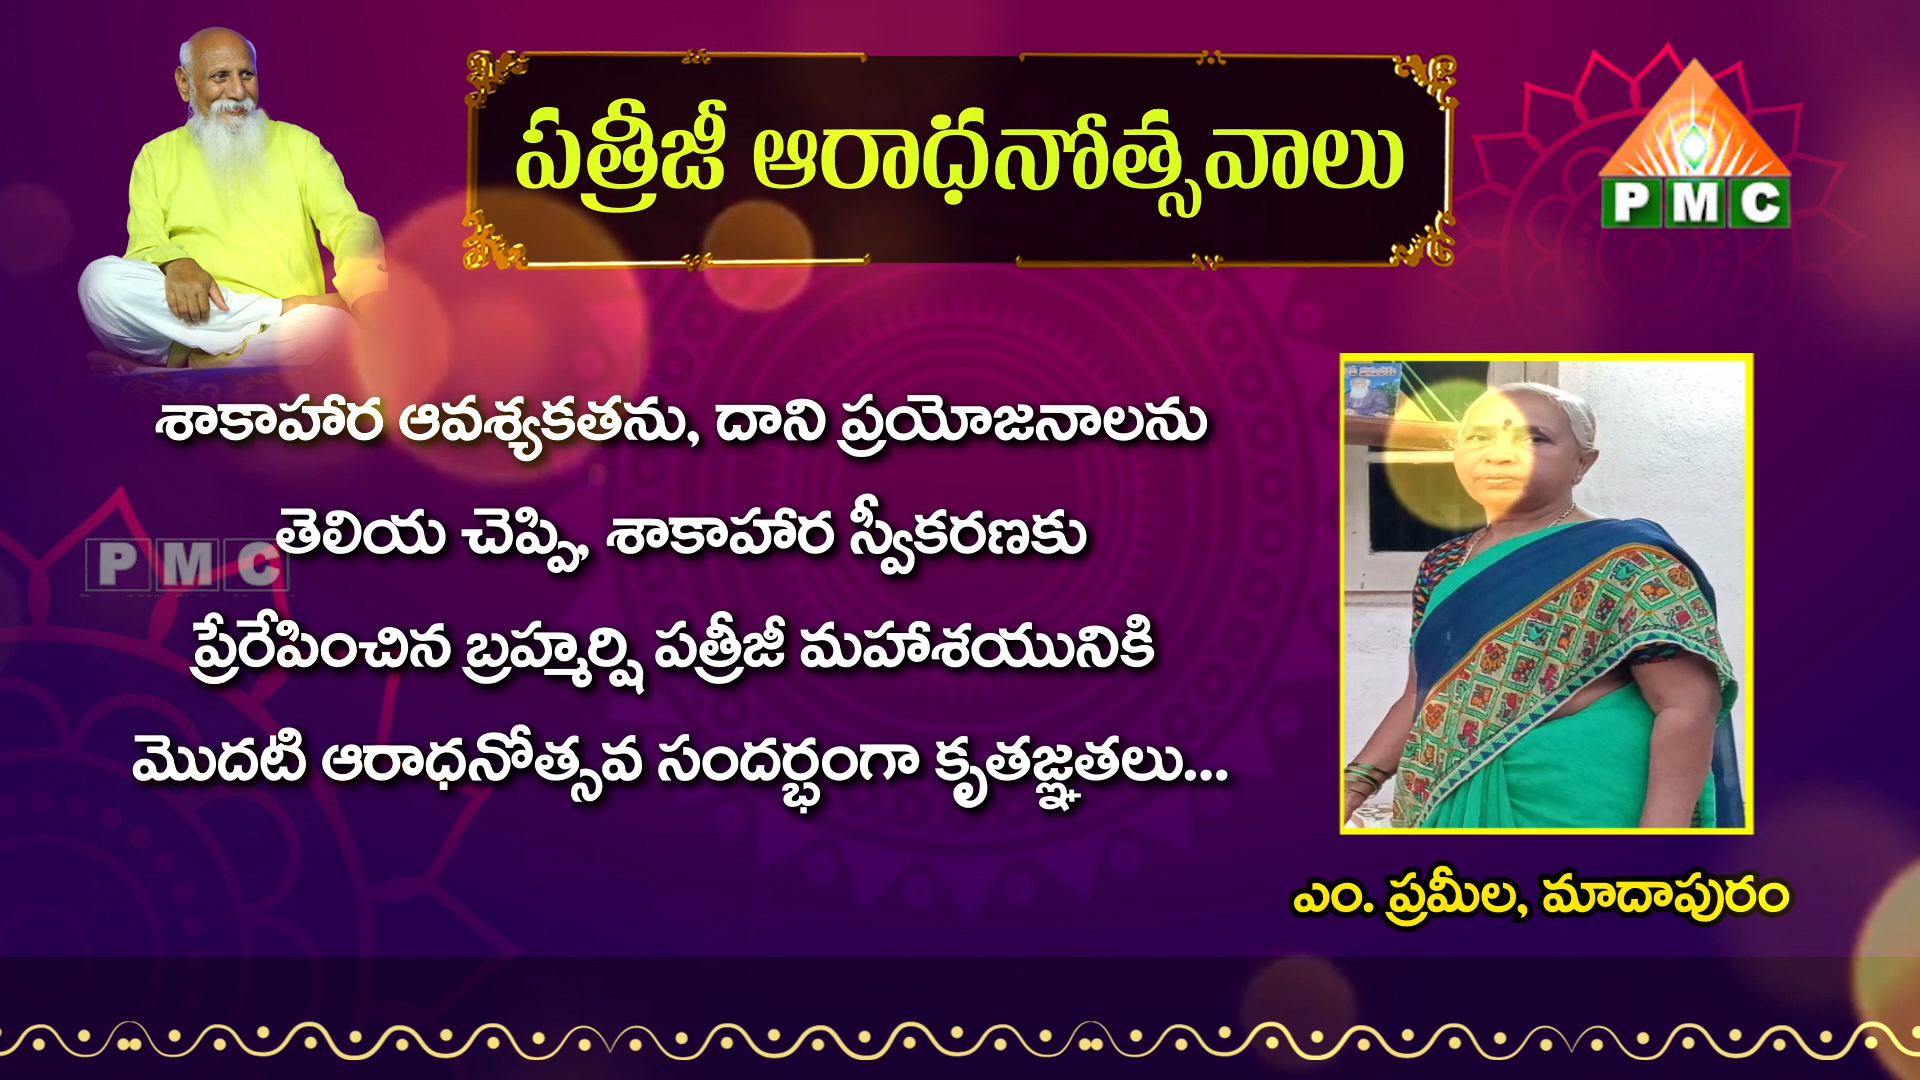 పత్రీజీ ఆరాధనోత్సవాలు
PMC
శాకాహార ఆవశ్యకతను, దాని ప్రయోజనాలను
తెలియ చెప్పి, శాకాహార స్వీకరణకు
PMC
ప్రేరేపించిన బ్రహ్మర్షి పత్రీజీ మహాశయునికి
మొదటి ఆరాధనోత్సవ సందర్భంగా కృతజ్ఞతలు...
ఎం. ప్రమీల, మాదాపురం